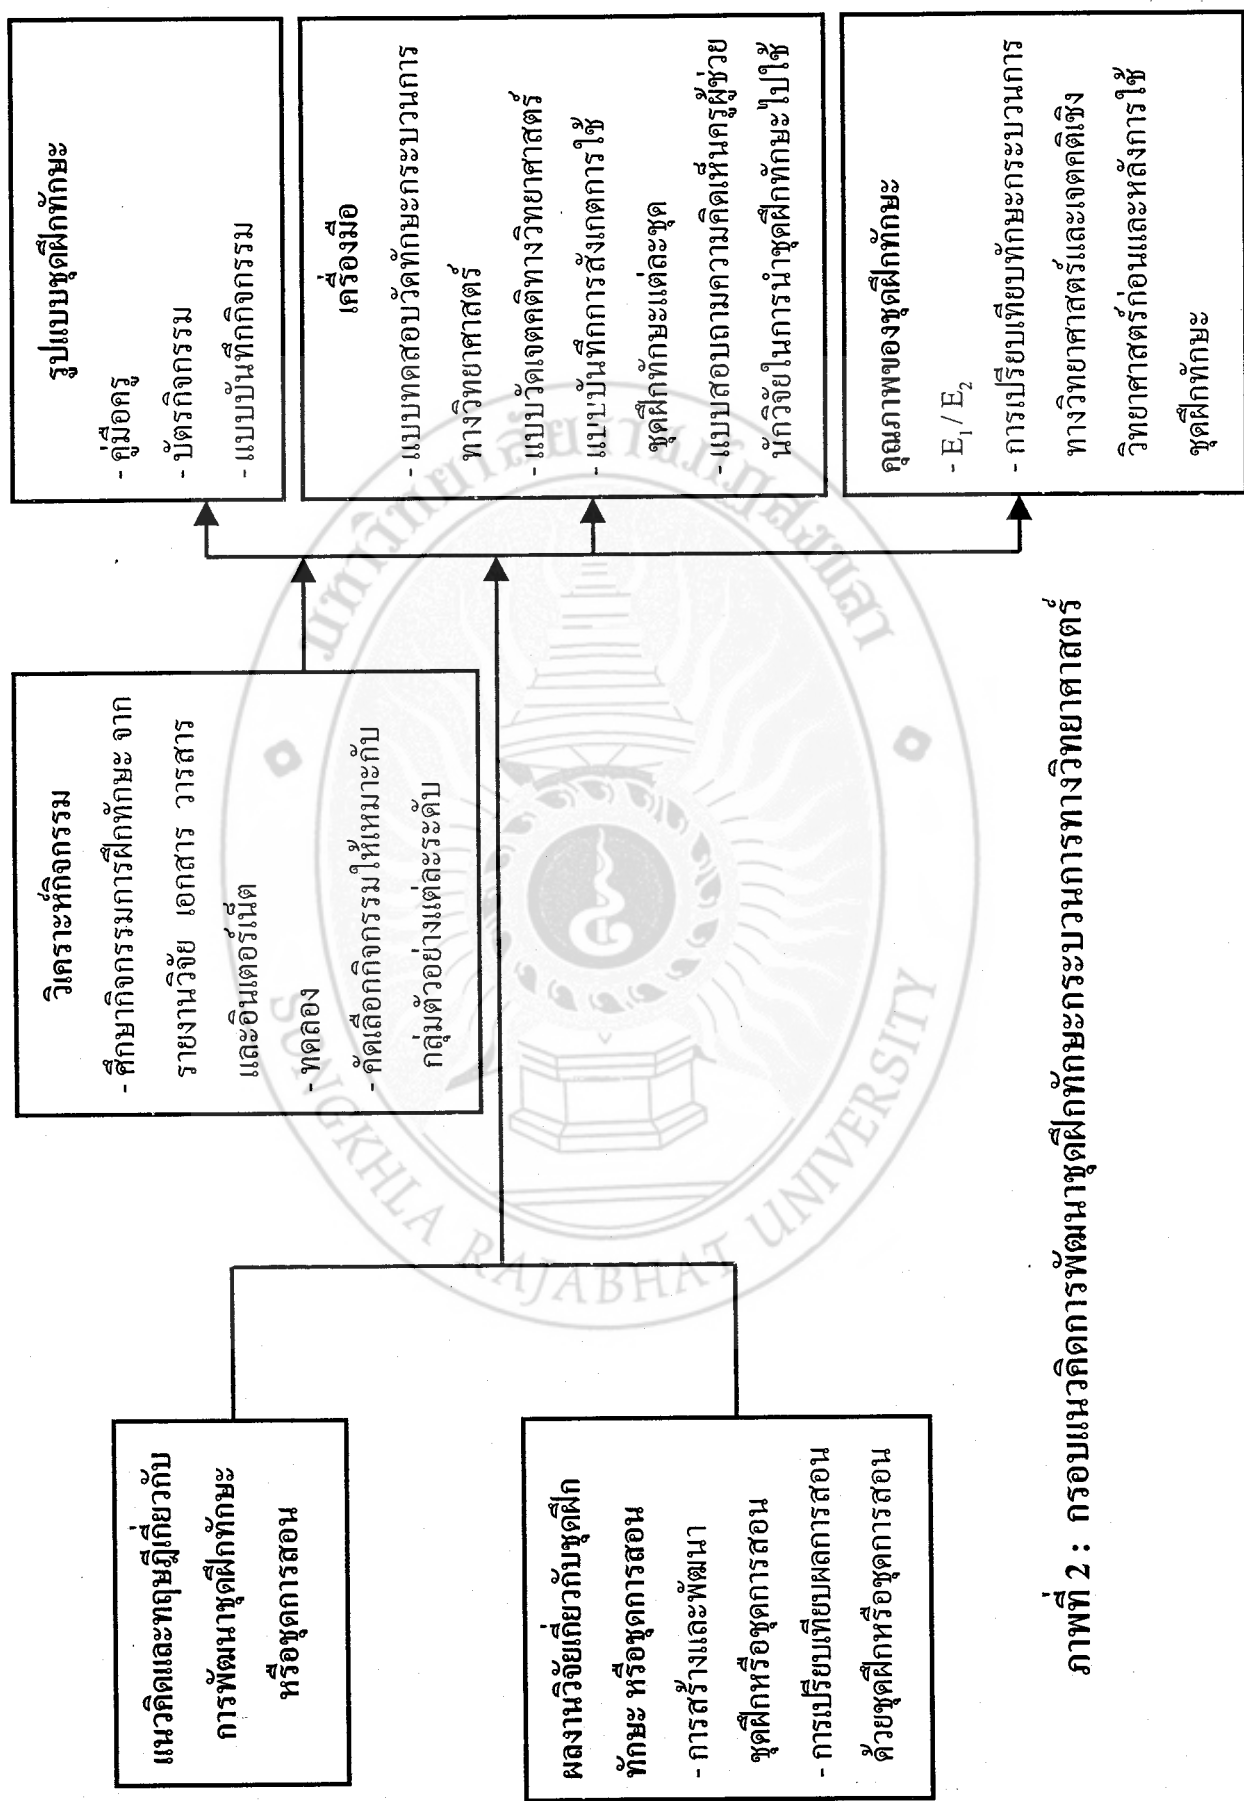 แนวคิดและทฤษฎีเกี่ยวกับ
การพัฒนาชุดฝึกทักษะ
หรือชุดการสอน
ผลงานวิจัยเกี่ยวกับชุดฝึก
ทักษะ หรือชุดการสอน
- การสร้างและพัฒนา
ชุดฝึกหรือชุดการสอน
- การเปรียบเทียบผลการสอน
ด้วยชุดฝึกหรือชุดการสอน
วิเคราะห์กิจกรรม
- ศึกษากิจกรรมการฝึกทักษะ จาก
รายงานวิจัย เอกสาร วารสาร
และอินเตอร์เน็ต
- ทดลอง
- คัดเลือกกิจกรรมให้เหมาะกับ
กลุ่มตัวอย่างแต่ละระดับ
รูปแบบชุดฝึกทักษะ
- คู่มือครู
- บัตรกิจกรรม
- แบบบันทึกกิจกรรม
เครื่องมือ
- แบบทดสอบวัดทักษะกระบวนการ
ทางวิทยาศาสตร์
- แบบวัดเจตคติทางวิทยาศาสตร์
- แบบบันทึกการสังเกตการใช้
ชุดฝึกทักษะแต่ละชุด
- แบบสอบถามความคิดเห็นครูผู้ช่วย
นักวิจัยในการนำชุดฝึกทักษะไปใช้
คุณภาพของชุดฝึกทักษะ
- E₁ / E₂
- การเปรียบเทียบทักษะกระบวนการ
ทางวิทยาศาสตร์และเจตคติเชิง
วิทยาศาสตร์ก่อนและหลังการใช้
ชุดฝึกทักษะ
ภาพที่ 2 : กรอบแนวคิดการพัฒนาชุดฝึกทักษะกระบวนการทางวิทยาศาสตร์
มหาวิทยาลัยราชภัฏสงขลา
SONGKHLA RAJABHAT UNIVERSITY